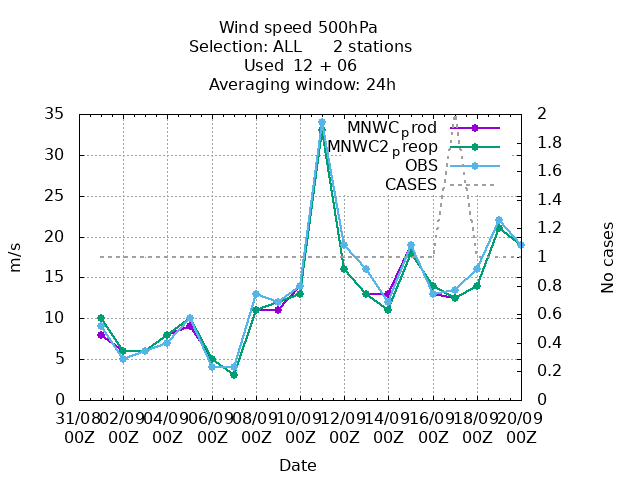 Wind speed 500hPa
Selection: ALL 2 stations
Used 12 + 06
Averaging window: 24h
MNWCprod
MNWC2preop
OBS
CASES
35
30
25
20
15
10
5
0
m/s
2
1.8
1.6
1.4
1.2
1
0.8
0.6
0.4
0.2
0
No cases
31/08 02/09 04/09 06/09 08/09 10/09 12/09 14/09 16/09 18/09 20/09
00Z 00Z 00Z 00Z 00Z 00Z 00Z 00Z 00Z 00Z 00Z
Date